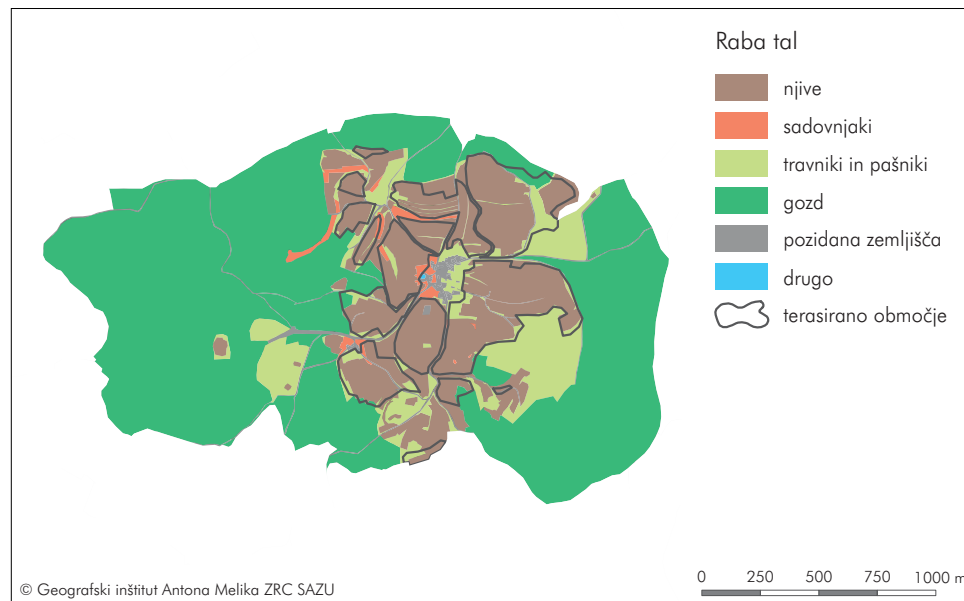 Raba tal
njive
sadovnjaki
travniki in pašniki
gozd
pozidana zemljišča
drugo
terasirano območje
© Geografski inštitut Antona Melika ZRC SAZU
0 250 500 750 1000 m